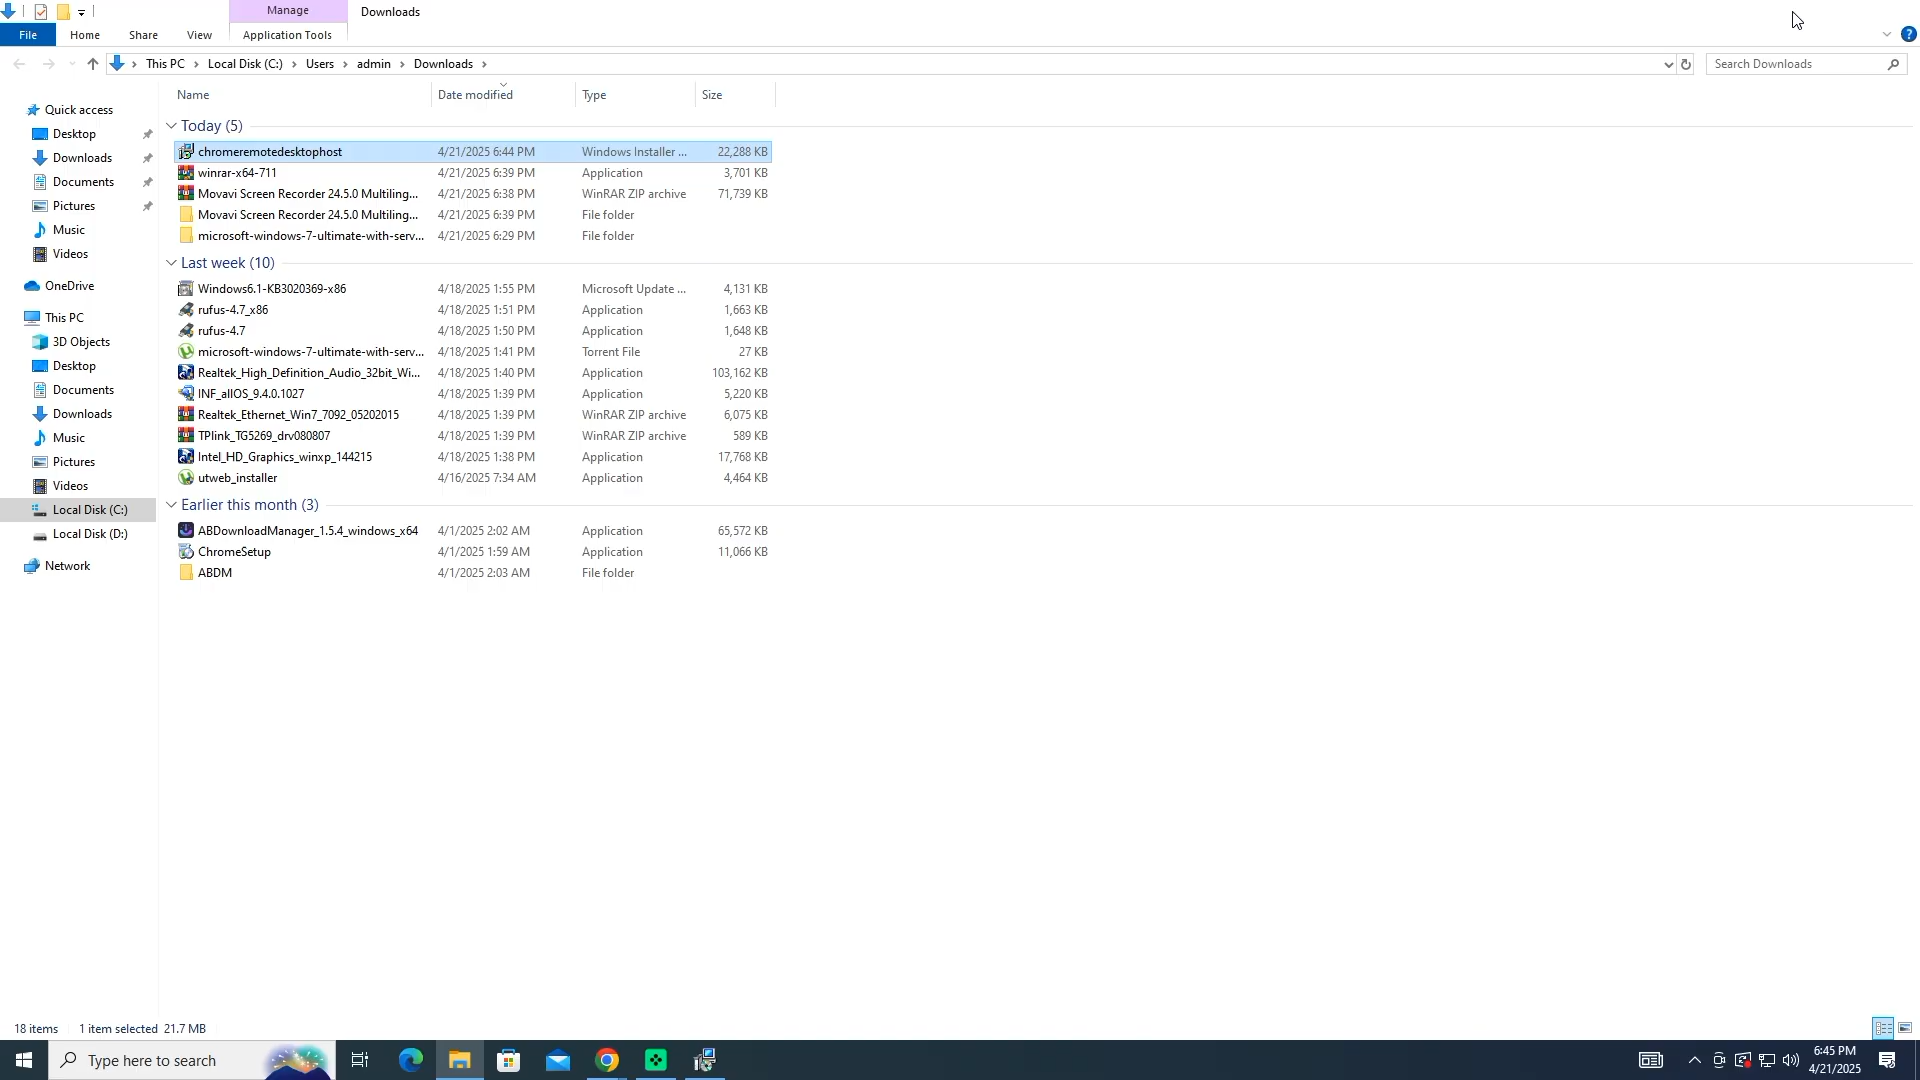 Manage Downloads
File Home Share View Application Tools
This PC Local Disk (C:) Users admin Downloads Search Downloads
Name Date modified Type Size
Quick access
Desktop
Downloads
Documents
Pictures
Music
Videos
OneDrive
This PC
3D Objects
Desktop
Documents
Downloads
Music
Pictures
Videos
Local Disk (C:)
Local Disk (D:)
Network
Today (5)
chromeremotedesktophost 4/21/2025 6:44 PM Windows Installer ... 22,288 KB
winrar-x64-711 4/21/2025 6:39 PM Application 3,701 KB
Movavi Screen Recorder 24.5.0 Multiling... 4/21/2025 6:38 PM WinRAR ZIP archive 71,739 KB
Movavi Screen Recorder 24.5.0 Multiling... 4/21/2025 6:39 PM File folder
microsoft-windows-7-ultimate-with-serv... 4/21/2025 6:29 PM File folder
Last week (10)
Windows6.1-KB3020369-x86 4/18/2025 1:55 PM Microsoft Update ... 4,131 KB
rufus-4.7_x86 4/18/2025 1:51 PM Application 1,663 KB
rufus-4.7 4/18/2025 1:50 PM Application 1,648 KB
microsoft-windows-7-ultimate-with-serv... 4/18/2025 1:41 PM Torrent File 27 KB
Realtek_High_Definition_Audio_32bit_Wi... 4/18/2025 1:40 PM Application 103,162 KB
INF_allOS_9.4.0.1027 4/18/2025 1:39 PM Application 5,220 KB
Realtek_Ethernet_Win7_7092_05202015 4/18/2025 1:39 PM WinRAR ZIP archive 6,075 KB
TPlink_TG5269_drv080807 4/18/2025 1:39 PM WinRAR ZIP archive 589 KB
Intel_HD_Graphics_winxp_144215 4/18/2025 1:38 PM Application 17,768 KB
utweb_installer 4/16/2025 7:34 AM Application 4,464 KB
Earlier this month (3)
ABDownloadManager_1.5.4_windows_x64 4/1/2025 2:02 AM Application 65,572 KB
ChromeSetup 4/1/2025 1:59 AM Application 11,066 KB
ABDM 4/1/2025 2:03 AM File folder
18 items 1 item selected 21.7 MB
Type here to search
6:45 PM
4/21/2025